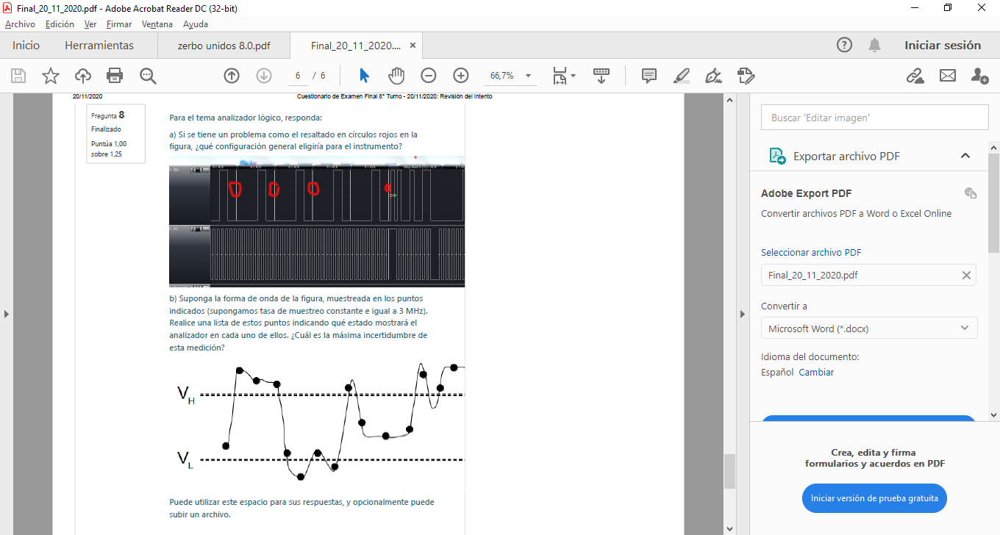 Final_20_11_2020.pdf - Adobe Acrobat Reader DC (32-bit)
Archivo Edición Ver Firmar Ventana Ayuda
Inicio Herramientas zerbo unidos 8.0.pdf Final_20_11_2020.... × Iniciar sesión
6 / 6 66,7%
20/11/2020 Cuestionario de Examen Final 8° Turno - 20/11/2020: Revisión del intento
Pregunta 8
Finalizado
Puntúa 1,00
sobre 1,25
Para el tema analizador lógico, responda:
a) Si se tiene un problema como el resaltado en círculos rojos en la
figura, ¿qué configuración general eligiría para el instrumento?
b) Suponga la forma de onda de la figura, muestreada en los puntos
indicados (supongamos tasa de muestreo constante e igual a 3 MHz).
Realice una lista de estos puntos indicando qué estado mostrará el
analizador en cada uno de ellos. ¿Cuál es la máxima incertidumbre de
esta medición?
VH
VL
Puede utilizar este espacio para sus respuestas, y opcionalmente puede
subir un archivo.
Buscar 'Editar imagen'
Exportar archivo PDF
Adobe Export PDF
Convertir archivos PDF a Word o Excel Online
Seleccionar archivo PDF
Final_20_11_2020.pdf
Convertir a
Microsoft Word (*.docx)
Idioma del documento:
Español Cambiar
Crea, edita y firma
formularios y acuerdos en PDF
Iniciar versión de prueba gratuita